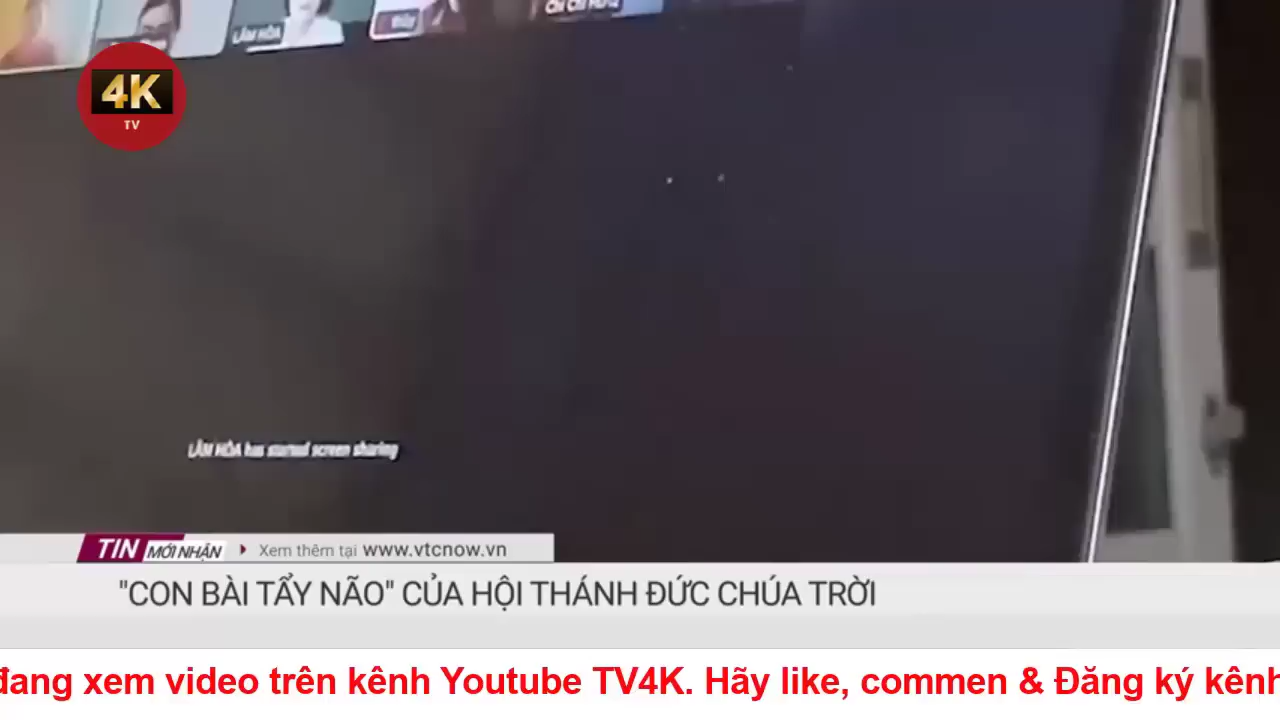 LÂM HÒA
4K
TV
LÂM HÒA has started screen sharing
TIN MỚI NHẬN Xem thêm tại www.vtcnow.vn
"CON BÀI TẨY NÃO" CỦA HỘI THÁNH ĐỨC CHÚA TRỜI
đang xem video trên kênh Youtube TV4K. Hãy like, commen & Đăng ký kênh